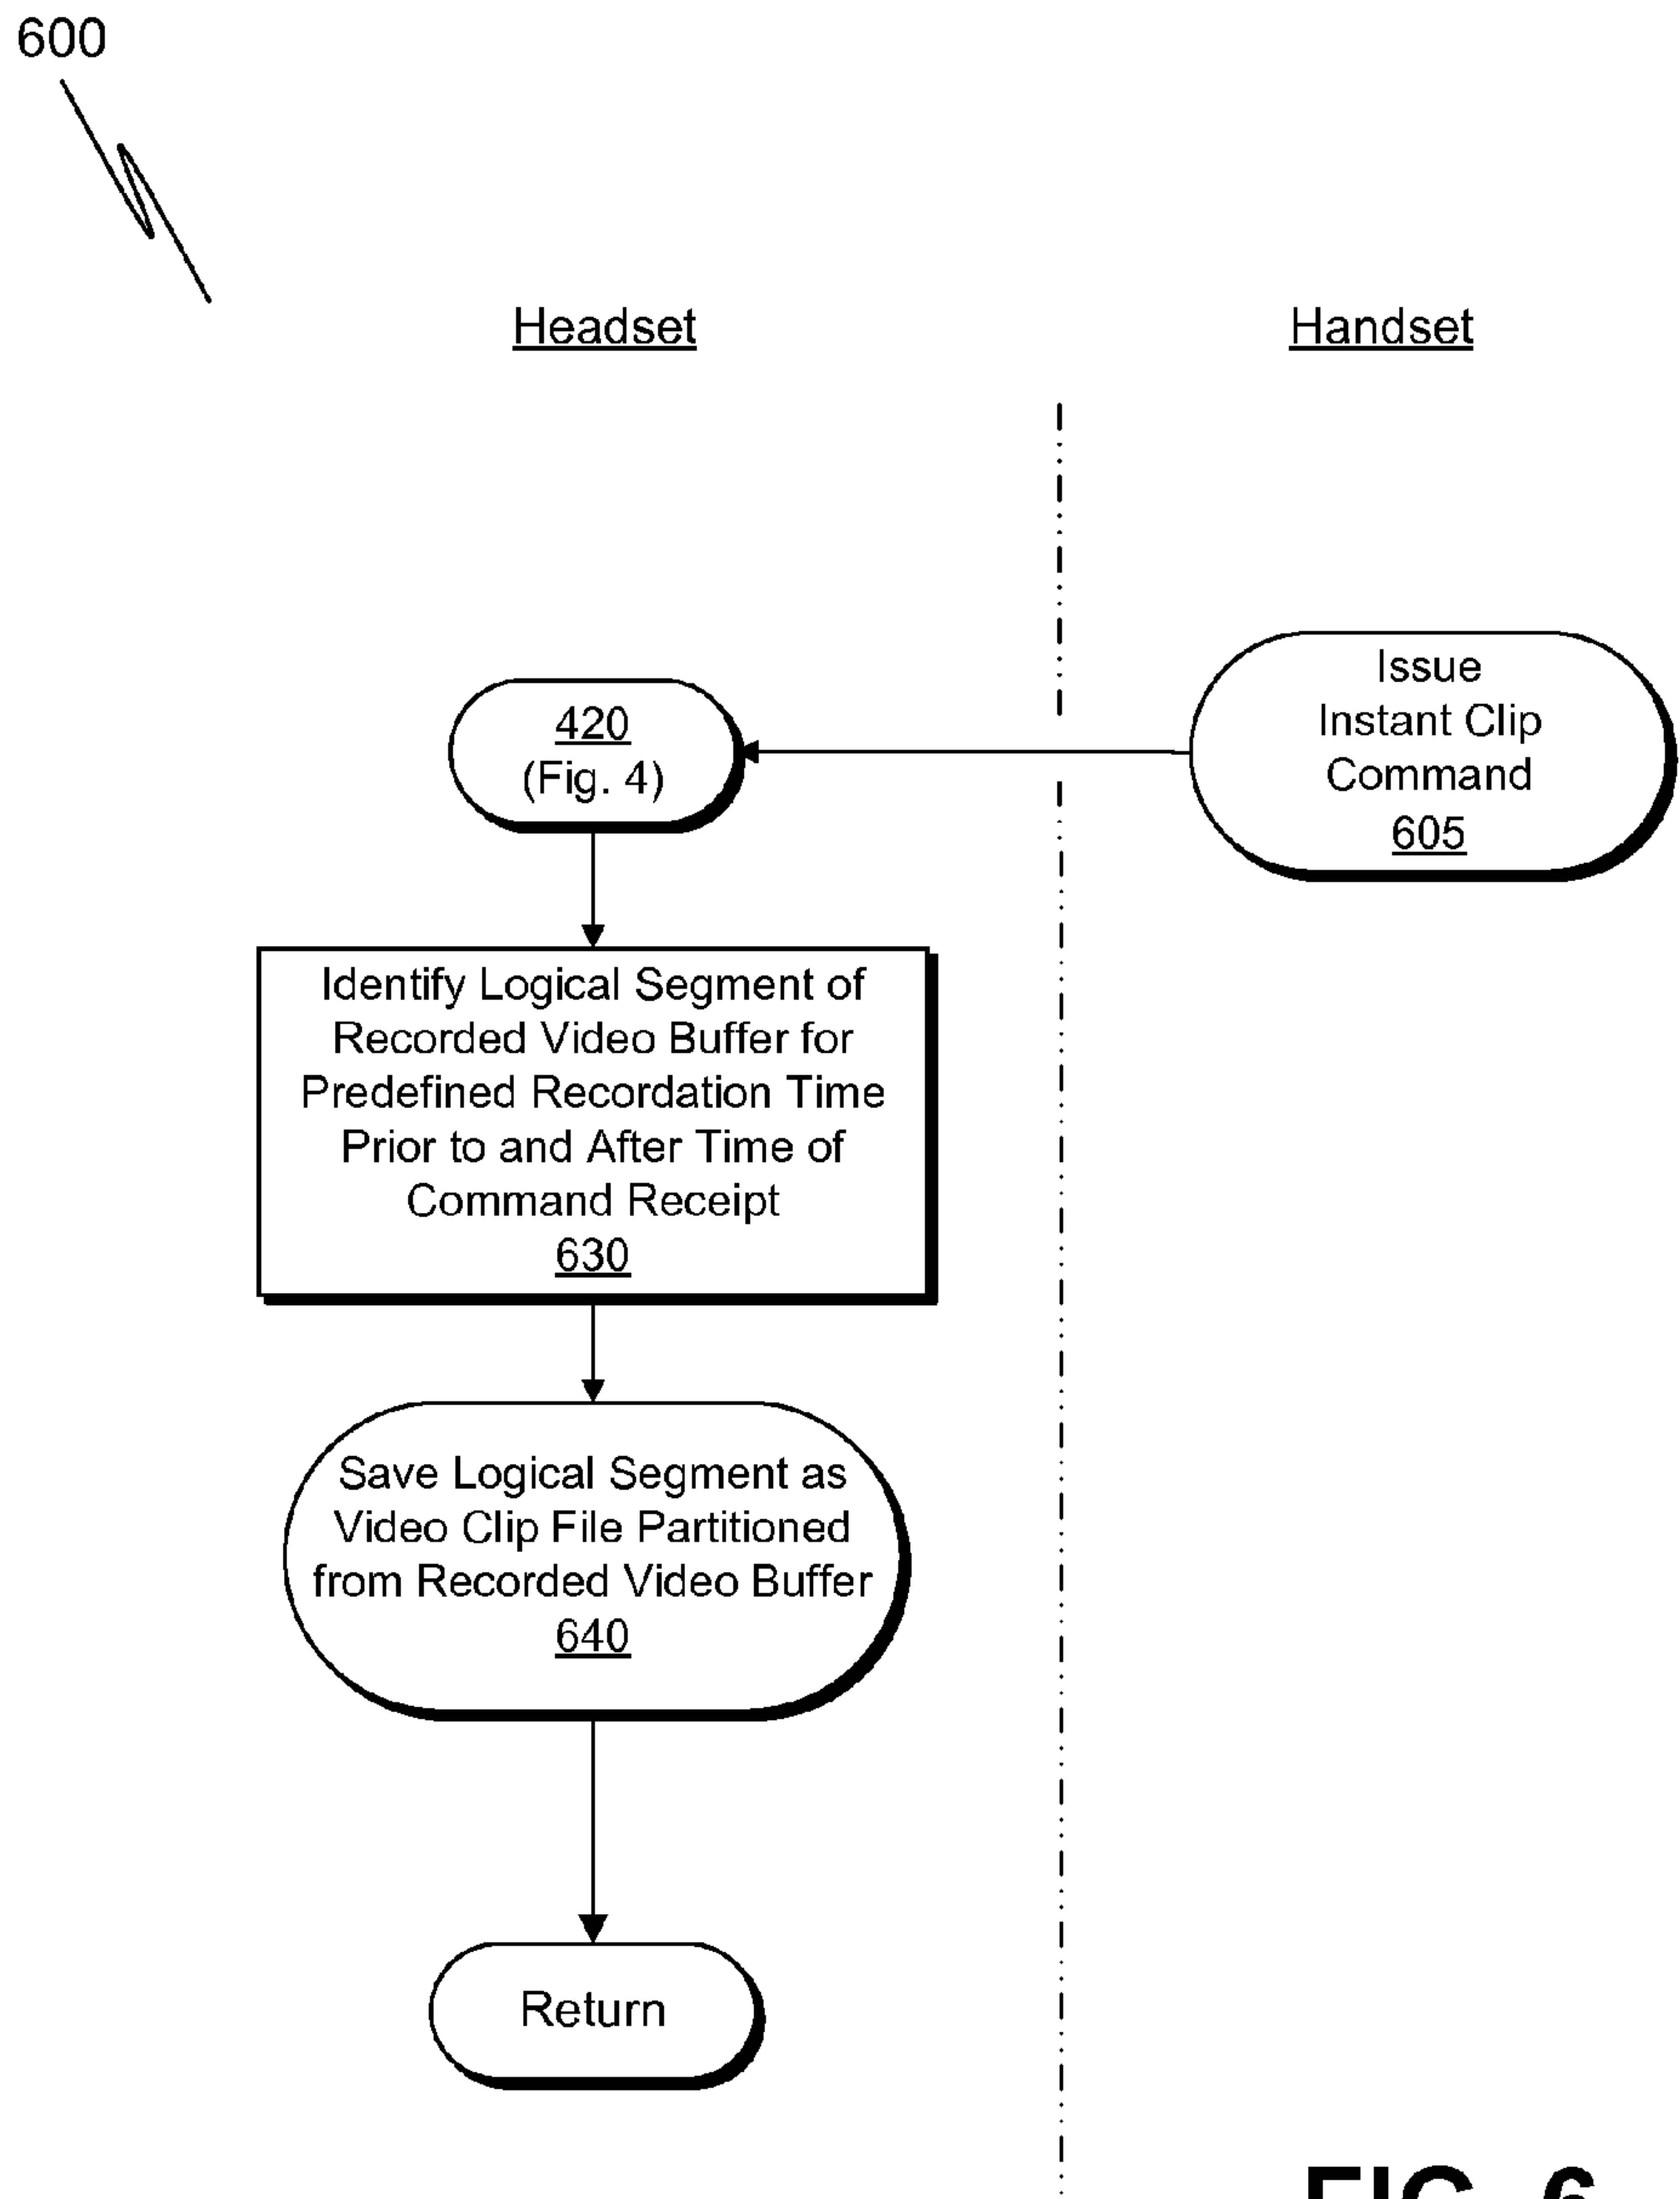 600
Headset
Handset
Issue
Instant Clip
Command
605
420
(Fig. 4)
Identify Logical Segment of
Recorded Video Buffer for
Predefined Recordation Time
Prior to and After Time of
Command Receipt
630
Save Logical Segment as
Video Clip File Partitioned
from Recorded Video Buffer
640
Return
FIG. 6